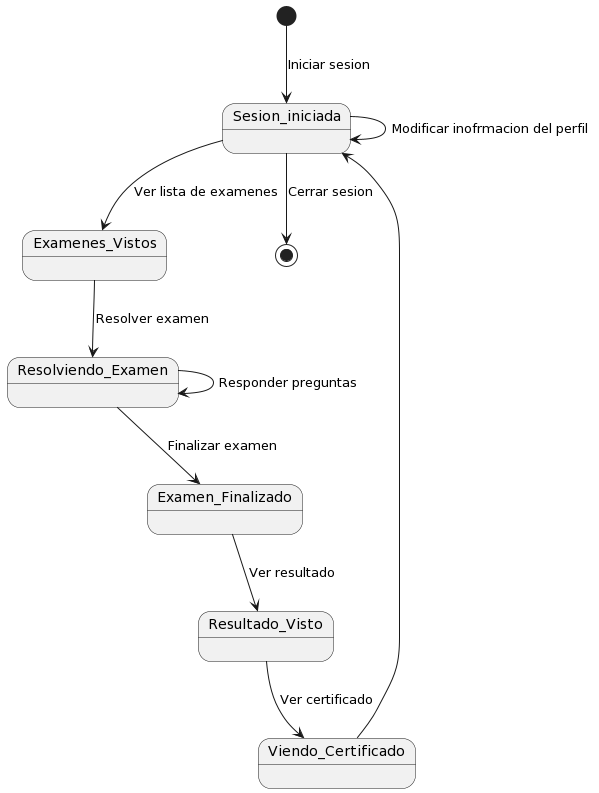 Iniciar sesion
Sesion_iniciada
Modificar inofrmacion del perfil
Ver lista de examenes
Cerrar sesion
Examenes_Vistos
Resolver examen
Resolviendo_Examen
Responder preguntas
Finalizar examen
Examen_Finalizado
Ver resultado
Resultado_Visto
Ver certificado
Viendo_Certificado